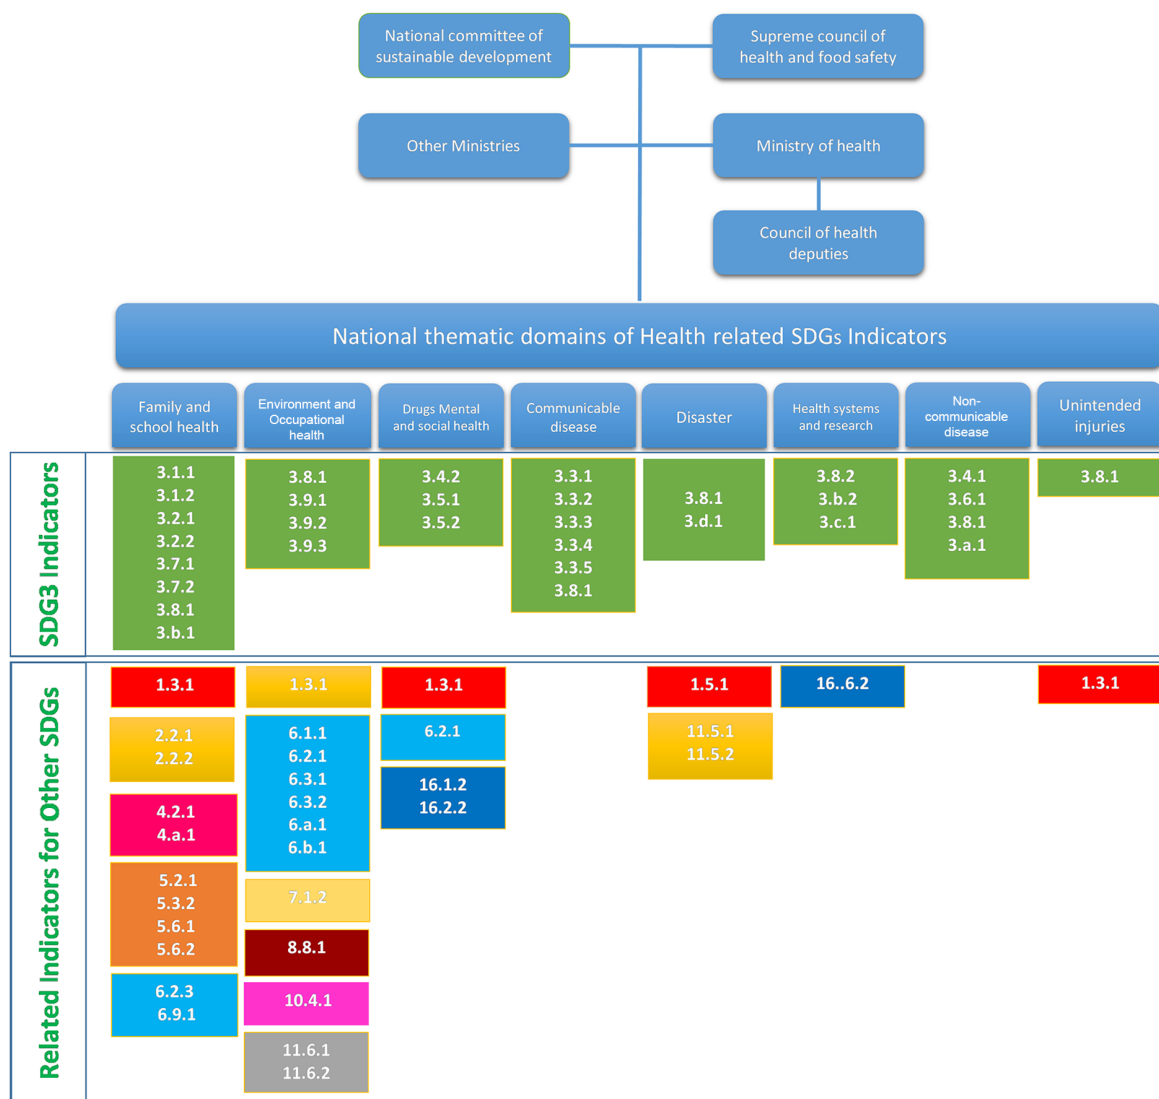 National committee of
sustainable development
Supreme council of
health and food safety
Other Ministries
Ministry of health
Council of health
deputies
National thematic domains of Health related SDGs Indicators
Family and
school health
Environment and
Occupational
health
Drugs Mental
and social health
Communicable
disease
Disaster
Health systems
and research
Non-
communicable
disease
Unintended
injuries
SDG3 Indicators
3.1.1
3.1.2
3.2.1
3.2.2
3.7.1
3.7.2
3.8.1
3.b.1
3.8.1
3.9.1
3.9.2
3.9.3
3.4.2
3.5.1
3.5.2
3.3.1
3.3.2
3.3.3
3.3.4
3.3.5
3.8.1
3.8.1
3.d.1
3.8.2
3.b.2
3.c.1
3.4.1
3.6.1
3.8.1
3.a.1
3.8.1
Related Indicators for Other SDGs
1.3.1
2.2.1
2.2.2
4.2.1
4.a.1
5.2.1
5.3.2
5.6.1
5.6.2
6.2.3
6.9.1
1.3.1
6.1.1
6.2.1
6.3.1
6.3.2
6.a.1
6.b.1
7.1.2
8.8.1
10.4.1
11.6.1
11.6.2
1.3.1
6.2.1
16.1.2
16.2.2
1.5.1
11.5.1
11.5.2
16..6.2
1.3.1